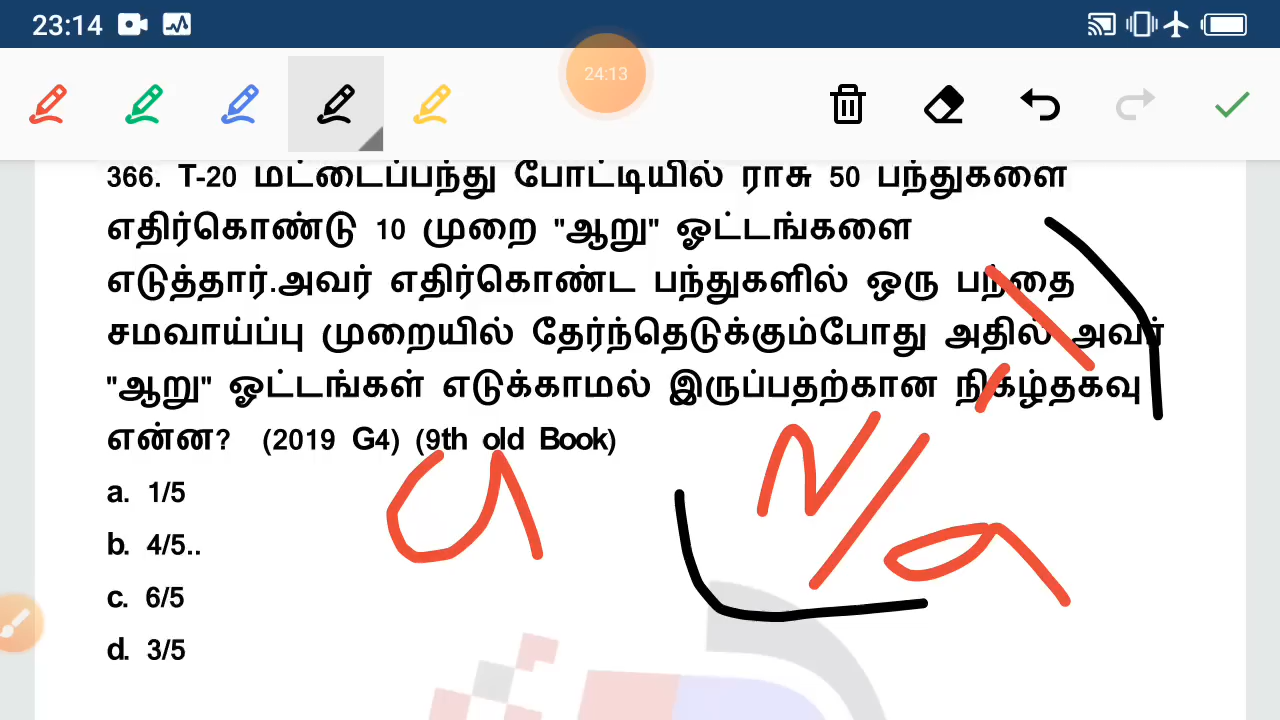 23:14
24:13
366. T-20 மட்டைப்பந்து போட்டியில் ராசு 50 பந்துகளை
எதிர்கொண்டு 10 முறை "ஆறு" ஓட்டங்களை
எடுத்தார்.அவர் எதிர்கொண்ட பந்துகளில் ஒரு பந்தை
சமவாய்ப்பு முறையில் தேர்ந்தெடுக்கும்போது அதில் அவர்
"ஆறு" ஓட்டங்கள் எடுக்காமல் இருப்பதற்கான நிகழ்தகவு
என்ன? (2019 G4) (9th old Book)
a. 1/5
b. 4/5..
c. 6/5
d. 3/5